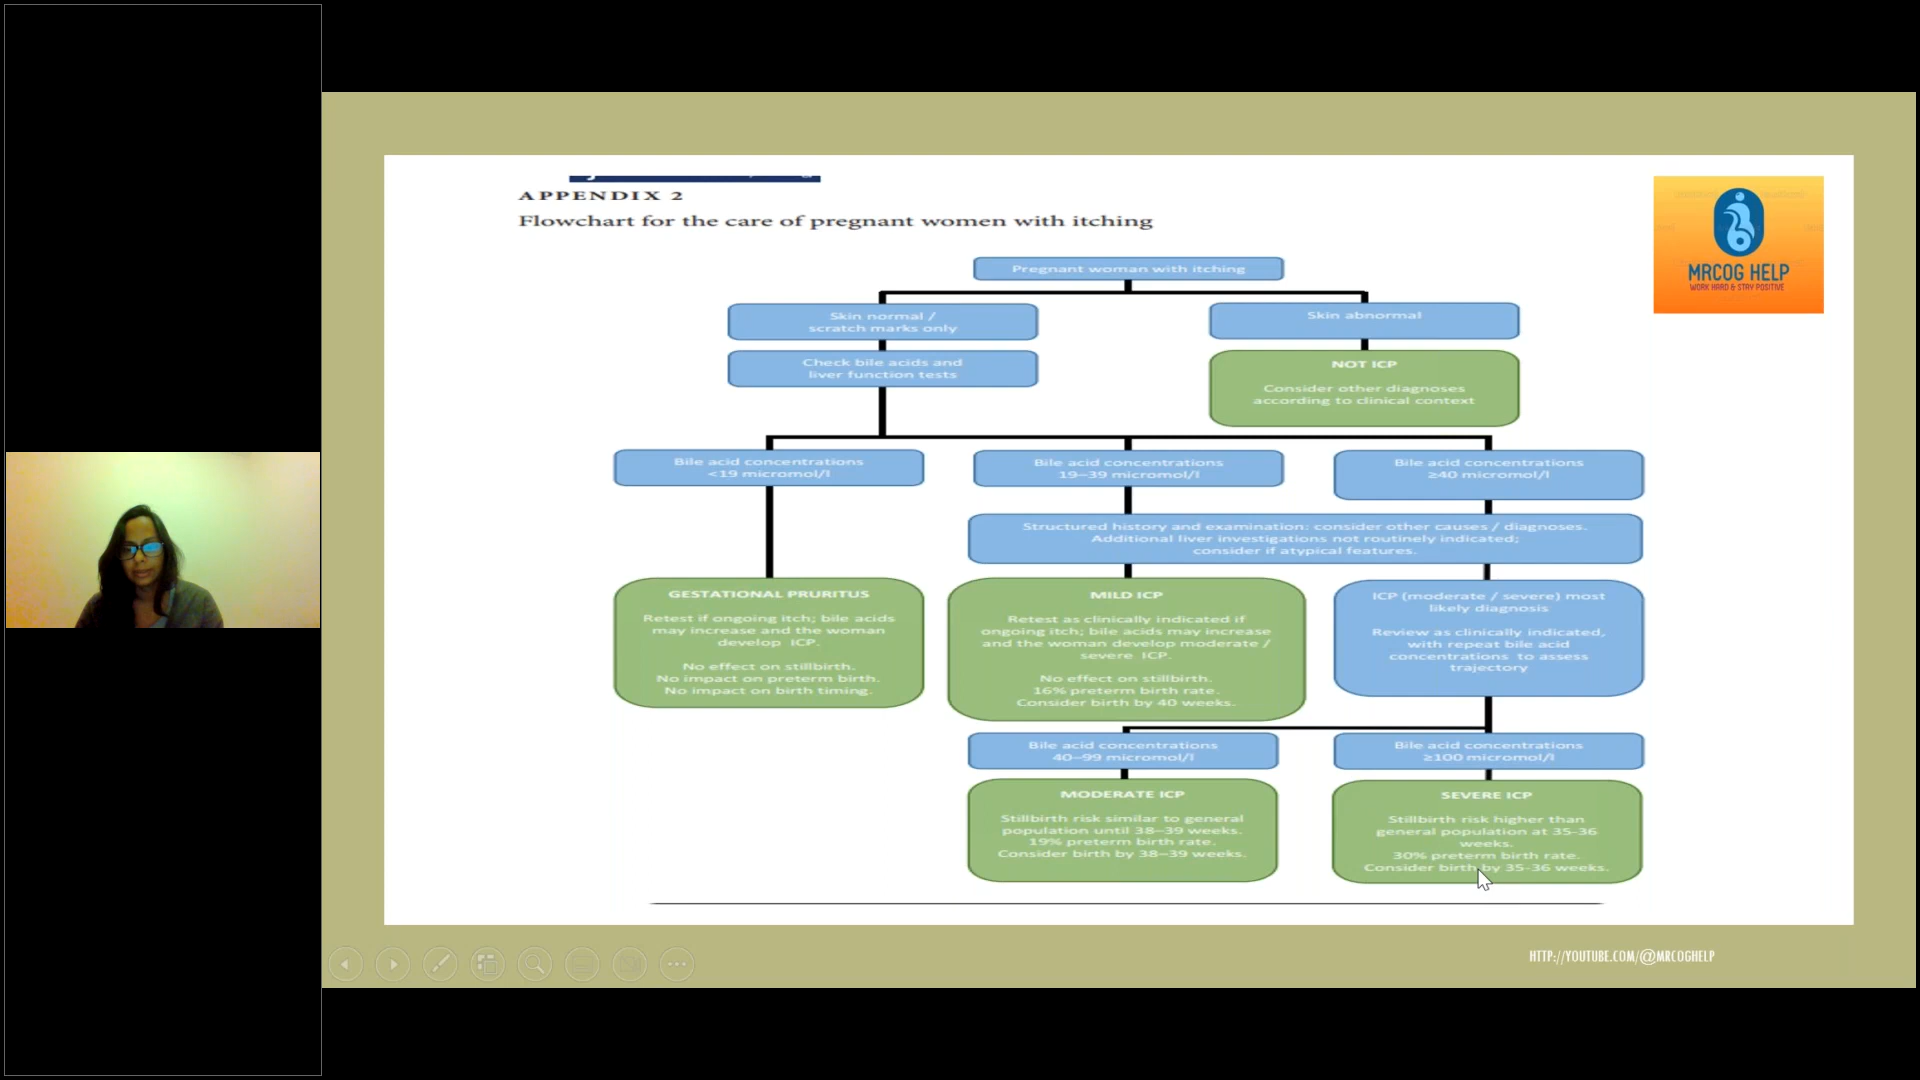 APPENDIX 2
Flowchart for the care of pregnant women with itching
MRCOG HELP
WORK HARD & STAY POSITIVE
Pregnant woman with itching
Skin normal /
scratch marks only
Skin abnormal
Check bile acids and
liver function tests
NOT ICP
Consider other diagnoses
according to clinical context
Bile acid concentrations
<19 micromol/l
Bile acid concentrations
19–39 micromol/l
Bile acid concentrations
≥40 micromol/l
Structured history and examination: consider other causes / diagnoses.
Additional liver investigations not routinely indicated;
consider if atypical features.
GESTATIONAL PRURITUS
Retest if ongoing itch; bile acids
may increase and the woman
develop ICP.
No effect on stillbirth.
No impact on preterm birth.
No impact on birth timing.
MILD ICP
Retest as clinically indicated if
ongoing itch; bile acids may increase
and the woman develop moderate /
severe ICP.
No effect on stillbirth.
16% preterm birth rate.
Consider birth by 40 weeks.
ICP (moderate / severe) most
likely diagnosis
Review as clinically indicated,
with repeat bile acid
concentrations to assess
trajectory
Bile acid concentrations
40–99 micromol/l
Bile acid concentrations
≥100 micromol/l
MODERATE ICP
Stillbirth risk similar to general
population until 38–39 weeks.
19% preterm birth rate.
Consider birth by 38–39 weeks.
SEVERE ICP
Stillbirth risk higher than
general population at 35-36
weeks.
30% preterm birth rate.
Consider birth by 35-36 weeks.
HTTP://YOUTUBE.COM/@MRCOGHELP